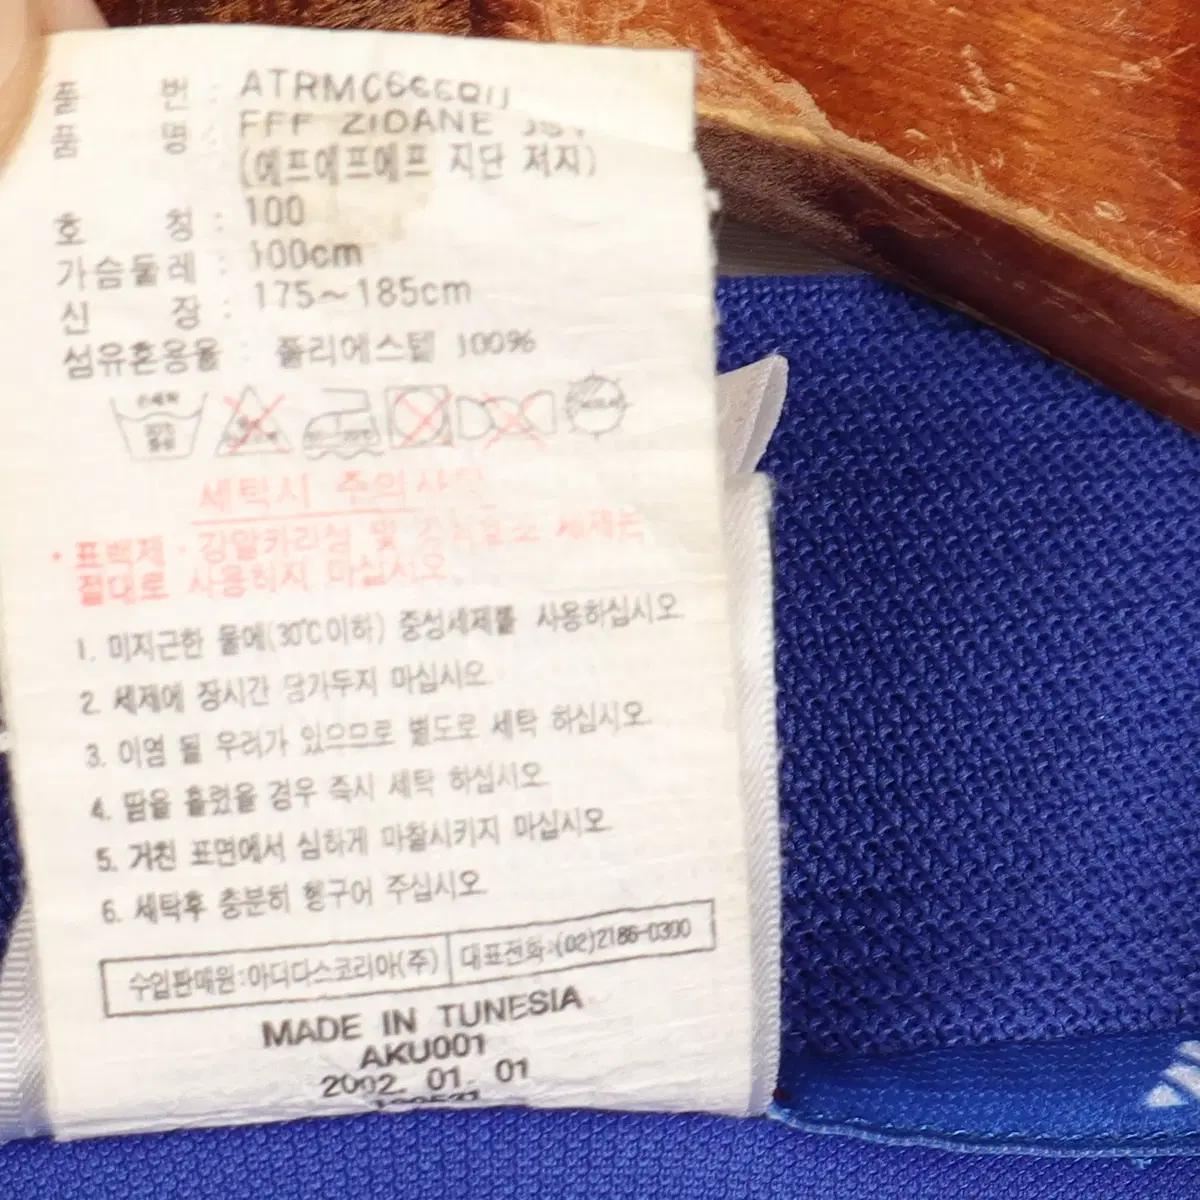 품 번 :
품 명 : FFF ZIDANE
(에프에프에프 지단 저지)
호 칭 : 100
가슴둘레 : 100cm
신 장 : 175~185cm
섬유혼용율 : 폴리에스텔 100%
세탁시 주의사항
• 표백제 · 강알카리성 및 세제는
절대로 사용하지 마십시오.
1. 미지근한 물에(30℃이하) 중성세제를 사용하십시오.
2. 세제에 장시간 담가두지 마십시오.
3. 이염 될 우려가 있으므로 별도로 세탁 하십시오.
4. 땀을 흘렸을 경우 즉시 세탁 하십시오.
5. 거친 표면에서 심하게 마찰시키지 마십시오.
6. 세탁후 충분히 헹구어 주십시오.
수입판매원:아디다스코리아(주) 대표전화:(02)2186-0300
MADE IN TUNESIA
AKU001
2002. 01. 01